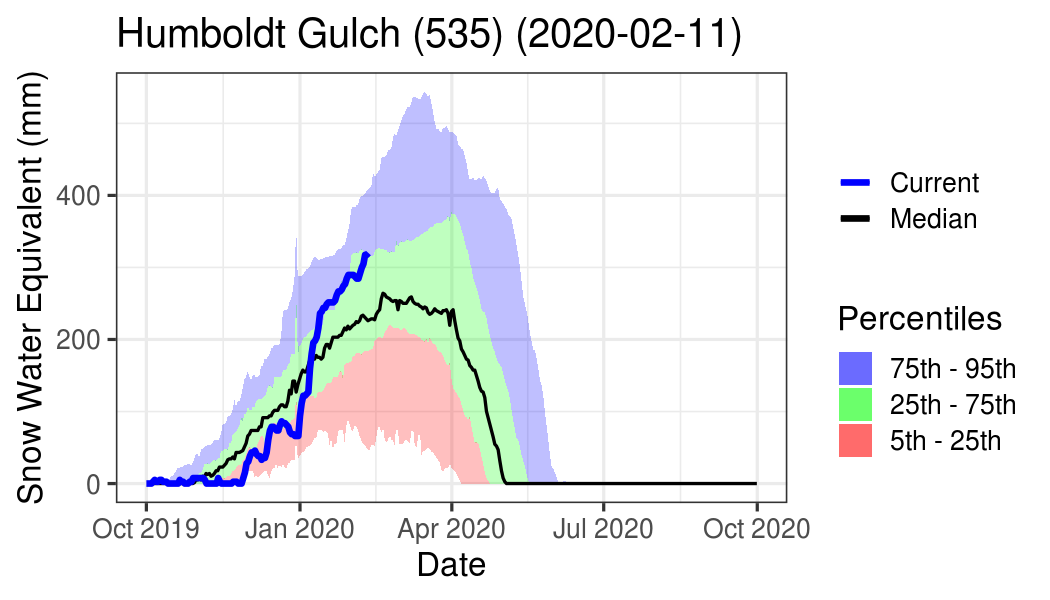 Humboldt Gulch (535) (2020-02-11)
Snow Water Equivalent (mm)
400
200
0
Oct 2019 Jan 2020 Apr 2020 Jul 2020 Oct 2020
Date
Current
Median
Percentiles
75th - 95th
25th - 75th
5th - 25th